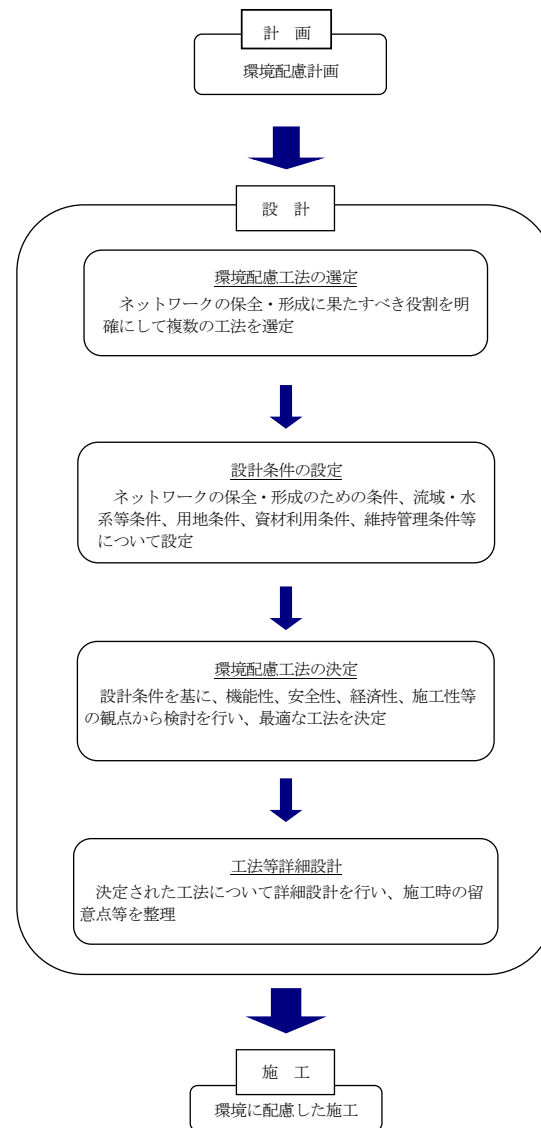 計　画
環境配慮計画
設　計
環境配慮工法の選定
ネットワークの保全・形成に果たすべき役割を明
確にして複数の工法を選定
設計条件の設定
ネットワークの保全・形成のための条件、流域・水
系等条件、用地条件、資材利用条件、維持管理条件等
について設定
環境配慮工法の決定
設計条件を基に、機能性、安全性、経済性、施工性等
の観点から検討を行い、最適な工法を決定
工法等詳細設計
決定された工法について詳細設計を行い、施工時の留
意点等を整理
施　工
環境に配慮した施工